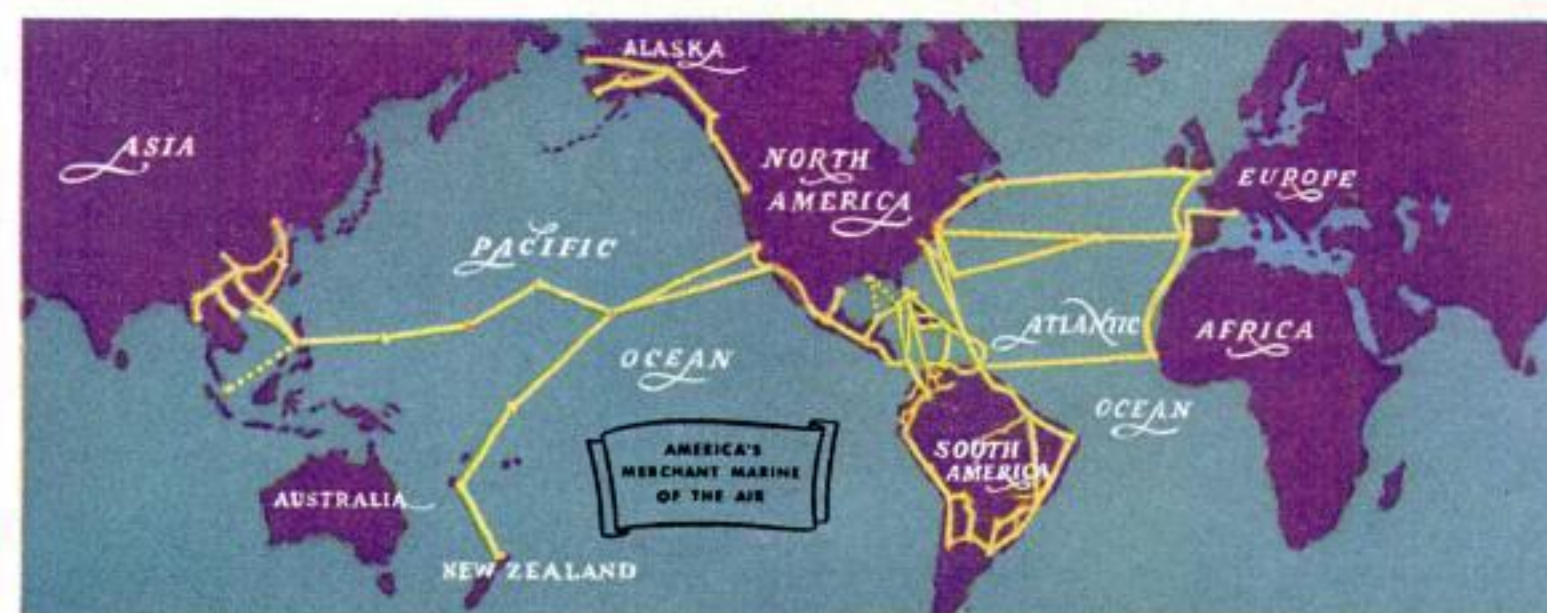 ALASKA
ASIA
NORTH
AMERICA
EUROPE
PACIFIC
OCEAN
ATLANTIC
OCEAN
AFRICA
SOUTH
AMERICA
AMERICA'S
MERCHANT MARINE
OF THE AIR
AUSTRALIA
NEW ZEALAND